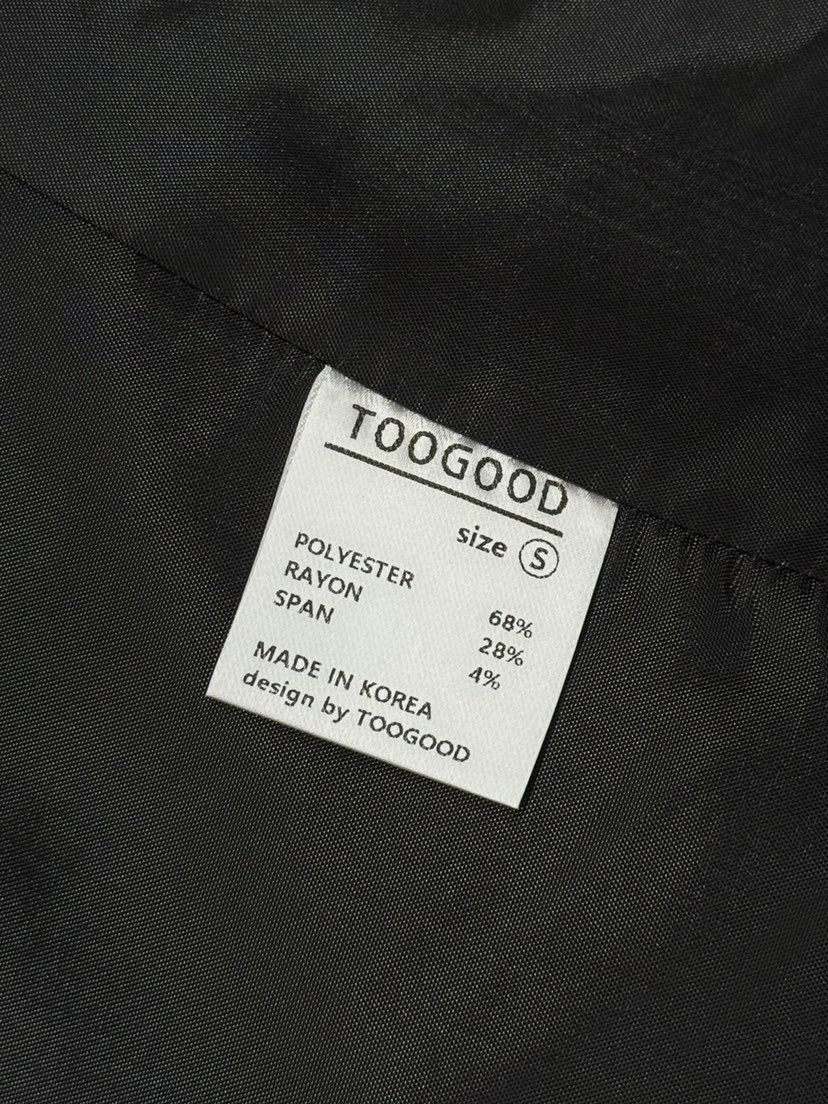 TOOGOOD
size S
POLYESTER 68%
RAYON 28%
SPAN 4%
MADE IN KOREA
design by TOOGOOD